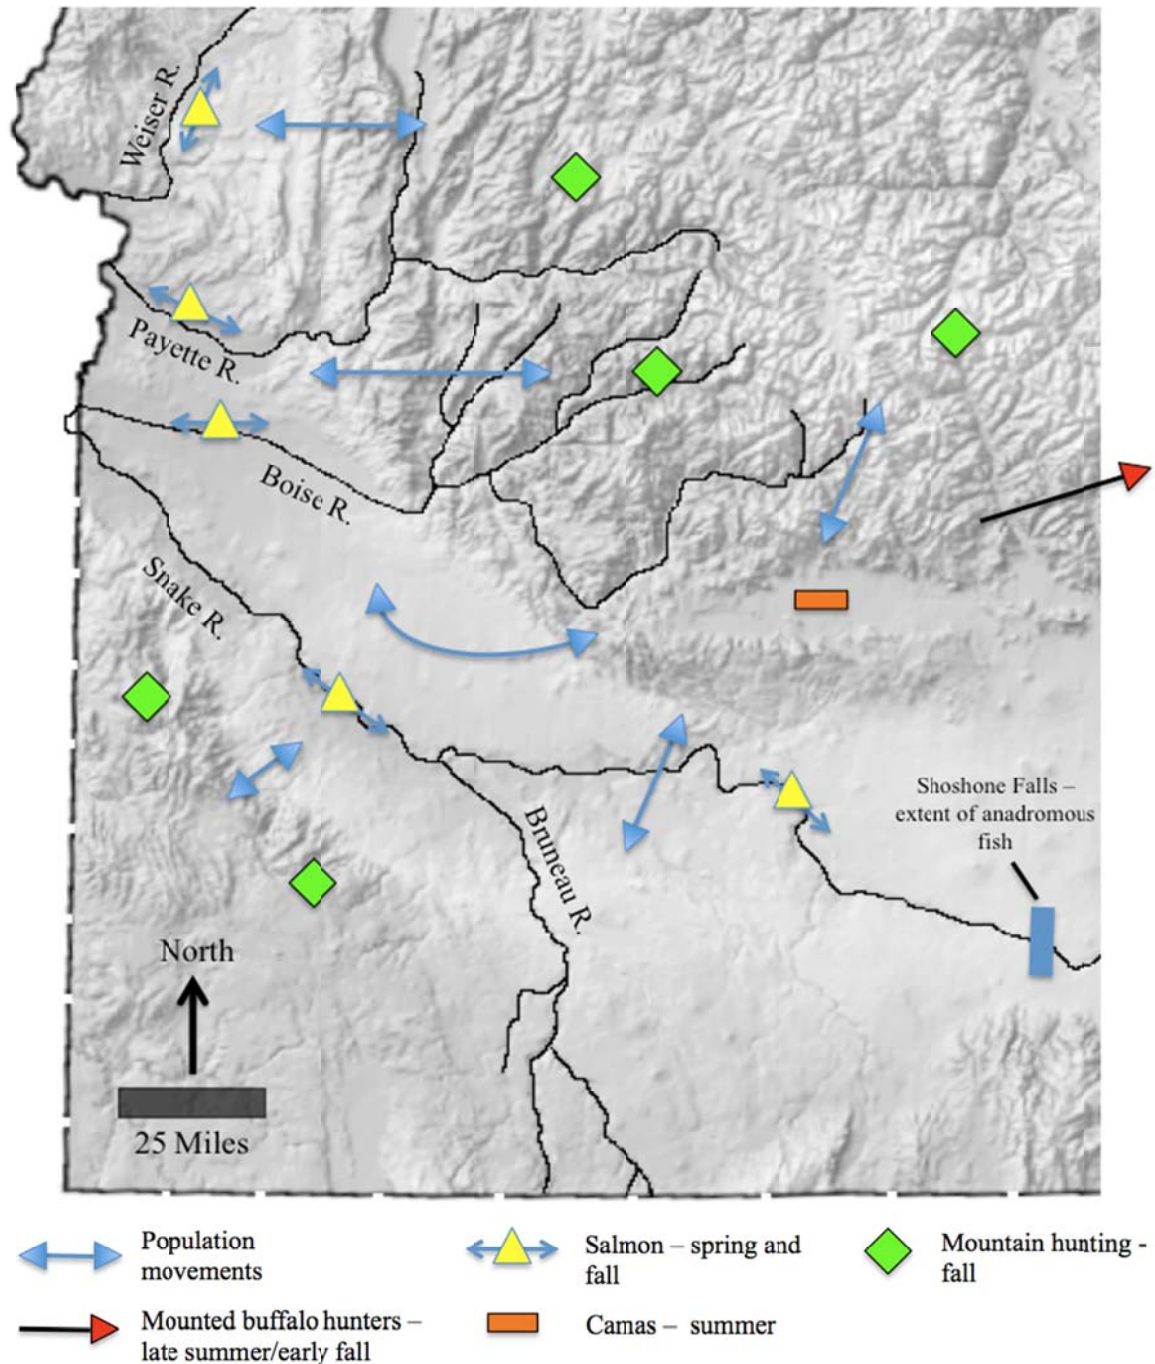 Weiser R.
Payette R.
Boise R.
Snake R.
Shoshone Falls –
extent of anadromous
fish
Bruneau R.
North
25 Miles
Population
movements
Salmon – spring and
fall
Mountain hunting -
fall
Mounted buffalo hunters –
late summer/early fall
Camas – summer